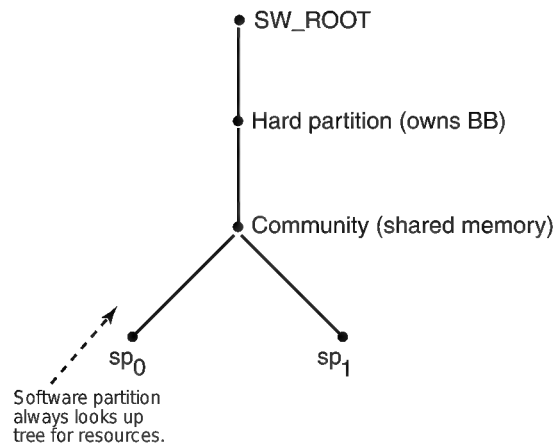 SW_ROOT
Hard partition (owns BB)
Community (shared memory)
sp0
sp1
Software partition
always looks up
tree for resources.